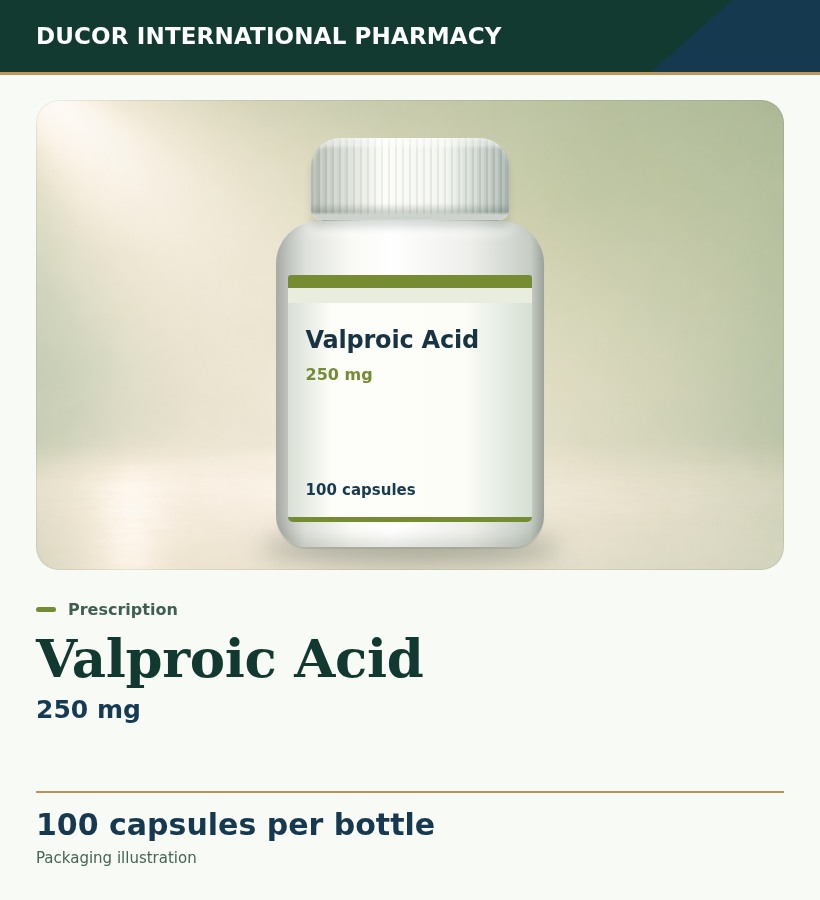 DUCOR INTERNATIONAL PHARMACY
Valproic Acid
250 mg
100 capsules
Prescription
Valproic Acid
250 mg
100 capsules per bottle
Packaging illustration